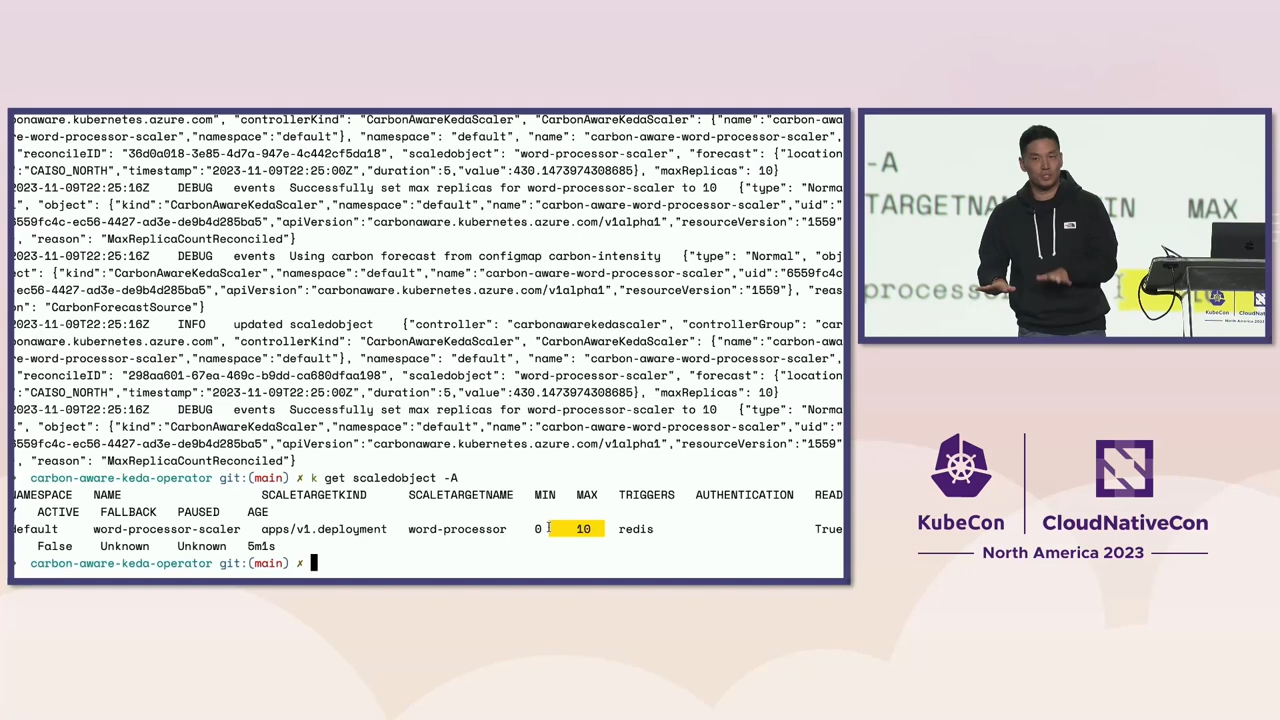 onaware.kubernetes.azure.com", "controllerKind": "CarbonAwareKedaScaler", "CarbonAwareKedaScaler": {"name":"carbon-awa
re-word-processor-scaler","namespace":"default"}, "namespace": "default", "name": "carbon-aware-word-processor-scaler",
"reconcileID": "36d0a018-3e85-4d7a-947e-4c442cf5da18", "scaledobject": "word-processor-scaler", "forecast": {"location
":"CAISO_NORTH","timestamp":"2023-11-09T22:25:00Z","duration":5,"value":430.1473974308685}, "maxReplicas": 10}
2023-11-09T22:25:16Z    DEBUG   events  Successfully set max replicas for word-processor-scaler to 10   {"type": "Normal
", "object": {"kind":"CarbonAwareKedaScaler","namespace":"default","name":"carbon-aware-word-processor-scaler","uid":"
6559fc4c-ec56-4427-ad3e-de9b4d285ba5","apiVersion":"carbonaware.kubernetes.azure.com/v1alpha1","resourceVersion":"1559"
, "reason": "MaxReplicaCountReconciled"}
2023-11-09T22:25:16Z    DEBUG   events  Using carbon forecast from configmap carbon-intensity   {"type": "Normal", "obj
ect": {"kind":"CarbonAwareKedaScaler","namespace":"default","name":"carbon-aware-word-processor-scaler","uid":"6559fc4c
-ec56-4427-ad3e-de9b4d285ba5","apiVersion":"carbonaware.kubernetes.azure.com/v1alpha1","resourceVersion":"1559"}, "reas
on": "CarbonForecastSource"}
2023-11-09T22:25:16Z    INFO    updated scaledobject    {"controller": "carbonawarekedascaler", "controllerGroup": "car
bonaware.kubernetes.azure.com", "controllerKind": "CarbonAwareKedaScaler", "CarbonAwareKedaScaler": {"name":"carbon-awa
re-word-processor-scaler","namespace":"default"}, "namespace": "default", "name": "carbon-aware-word-processor-scaler",
"reconcileID": "298aa601-67ea-469c-b9dd-ca680dfaa198", "scaledobject": "word-processor-scaler", "forecast": {"location
":"CAISO_NORTH","timestamp":"2023-11-09T22:25:00Z","duration":5,"value":430.1473974308685}, "maxReplicas": 10}
2023-11-09T22:25:16Z    DEBUG   events  Successfully set max replicas for word-processor-scaler to 10   {"type": "Norma
l", "object": {"kind":"CarbonAwareKedaScaler","namespace":"default","name":"carbon-aware-word-processor-scaler","uid":"
6559fc4c-ec56-4427-ad3e-de9b4d285ba5","apiVersion":"carbonaware.kubernetes.azure.com/v1alpha1","resourceVersion":"1559"
, "reason": "MaxReplicaCountReconciled"}
carbon-aware-keda-operator git:(main) ✗ k get scaledobject -A
NAMESPACE   NAME                    SCALETARGETKIND      SCALETARGETNAME   MIN   MAX   TRIGGERS   AUTHENTICATION   READ
Y   ACTIVE   FALLBACK   PAUSED    AGE
default     word-processor-scaler   apps/v1.deployment   word-processor    0     10    redis                       True
False    Unknown    Unknown   5m1s
carbon-aware-keda-operator git:(main) ✗
-A
TARGETNA IN MAX
processo
KubeCon CloudNativeCon
North America 2023
KubeCon CloudNativeCon
North America 2023